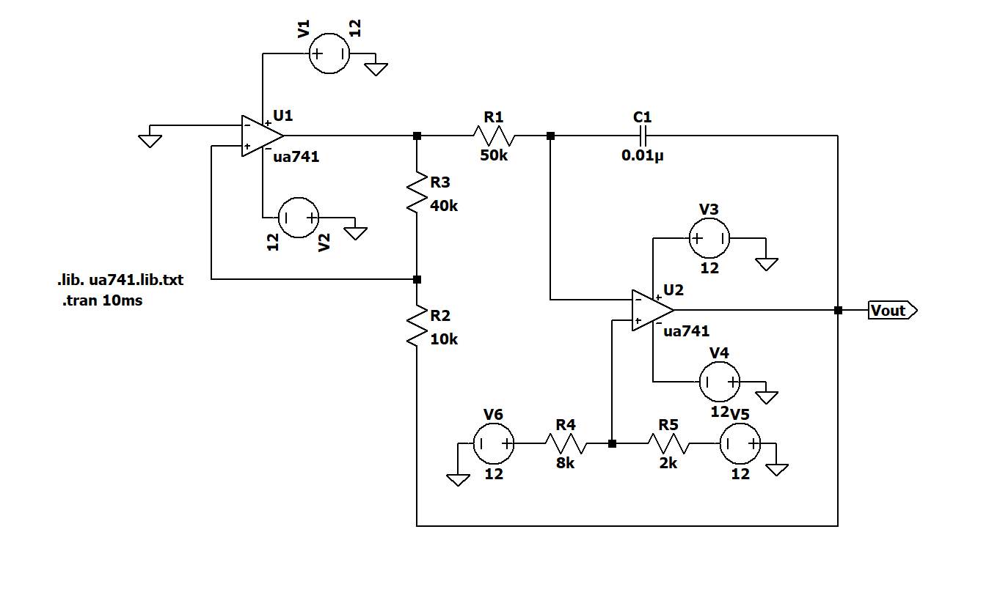 V1
12
U1
ua741
R1
50k
C1
0.01µ
R3
40k
12
V2
V3
12
.lib. ua741.lib.txt
.tran 10ms
U2
ua741
Vout
R2
10k
V4
12
V6
12
R4
8k
R5
2k
V5
12